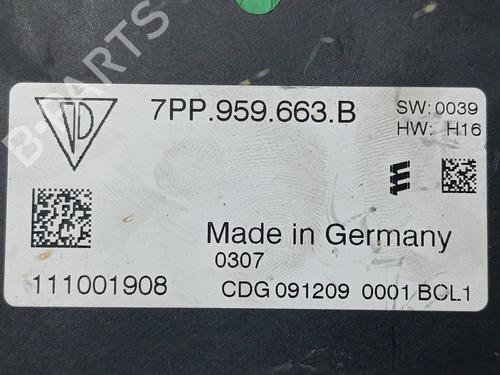 B-PARTS
7PP.959.663.B
SW: 0039
HW: H16
Made in Germany
0307
111001908
CDG 091209 0001 BCL1